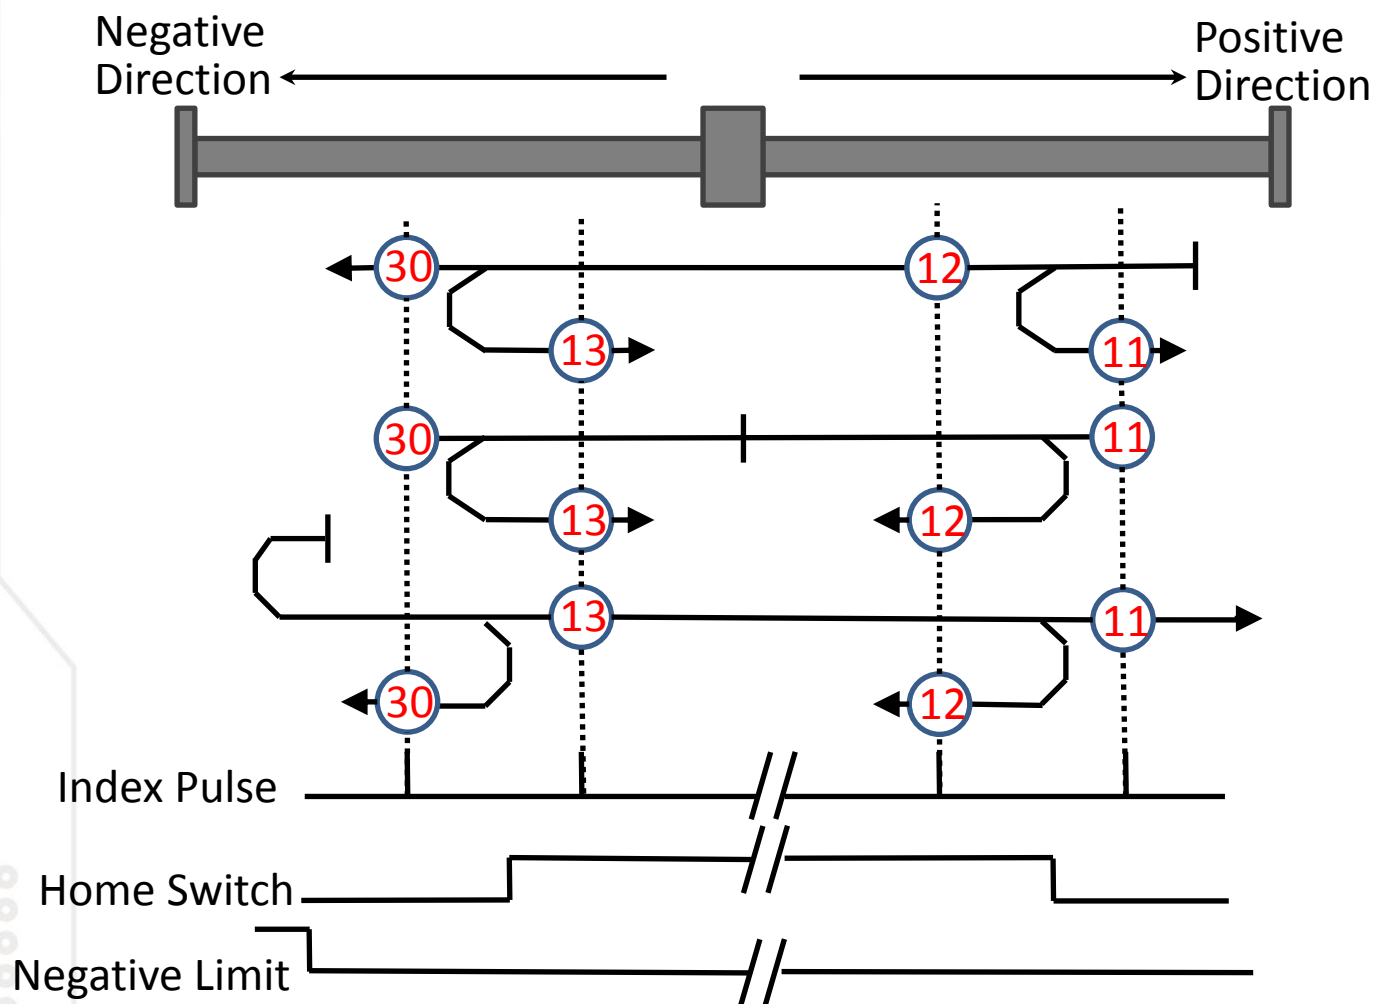 Negative
Direction
Positive
Direction
30
12
13
11
30
11
13
12
13
11
30
12
Index Pulse
Home Switch
Negative Limit